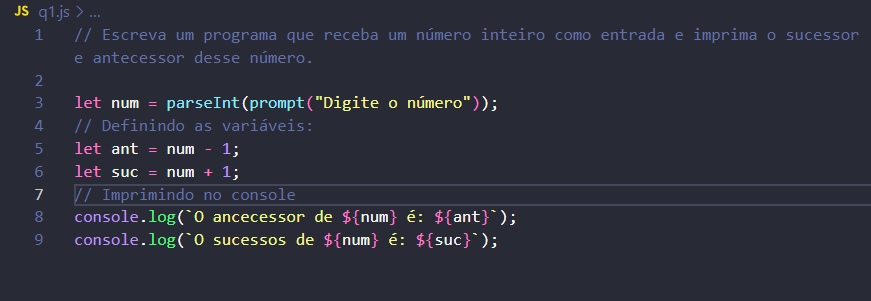 JS q1.js > ...
1 // Escreva um programa que receba um número inteiro como entrada e imprima o sucessor
e antecessor desse número.
2
3 let num = parseInt(prompt("Digite o número"));
4 // Definindo as variáveis:
5 let ant = num - 1;
6 let suc = num + 1;
7 // Imprimindo no console
8 console.log(`O ancecessor de ${num} é: ${ant}`);
9 console.log(`O sucessos de ${num} é: ${suc}`);